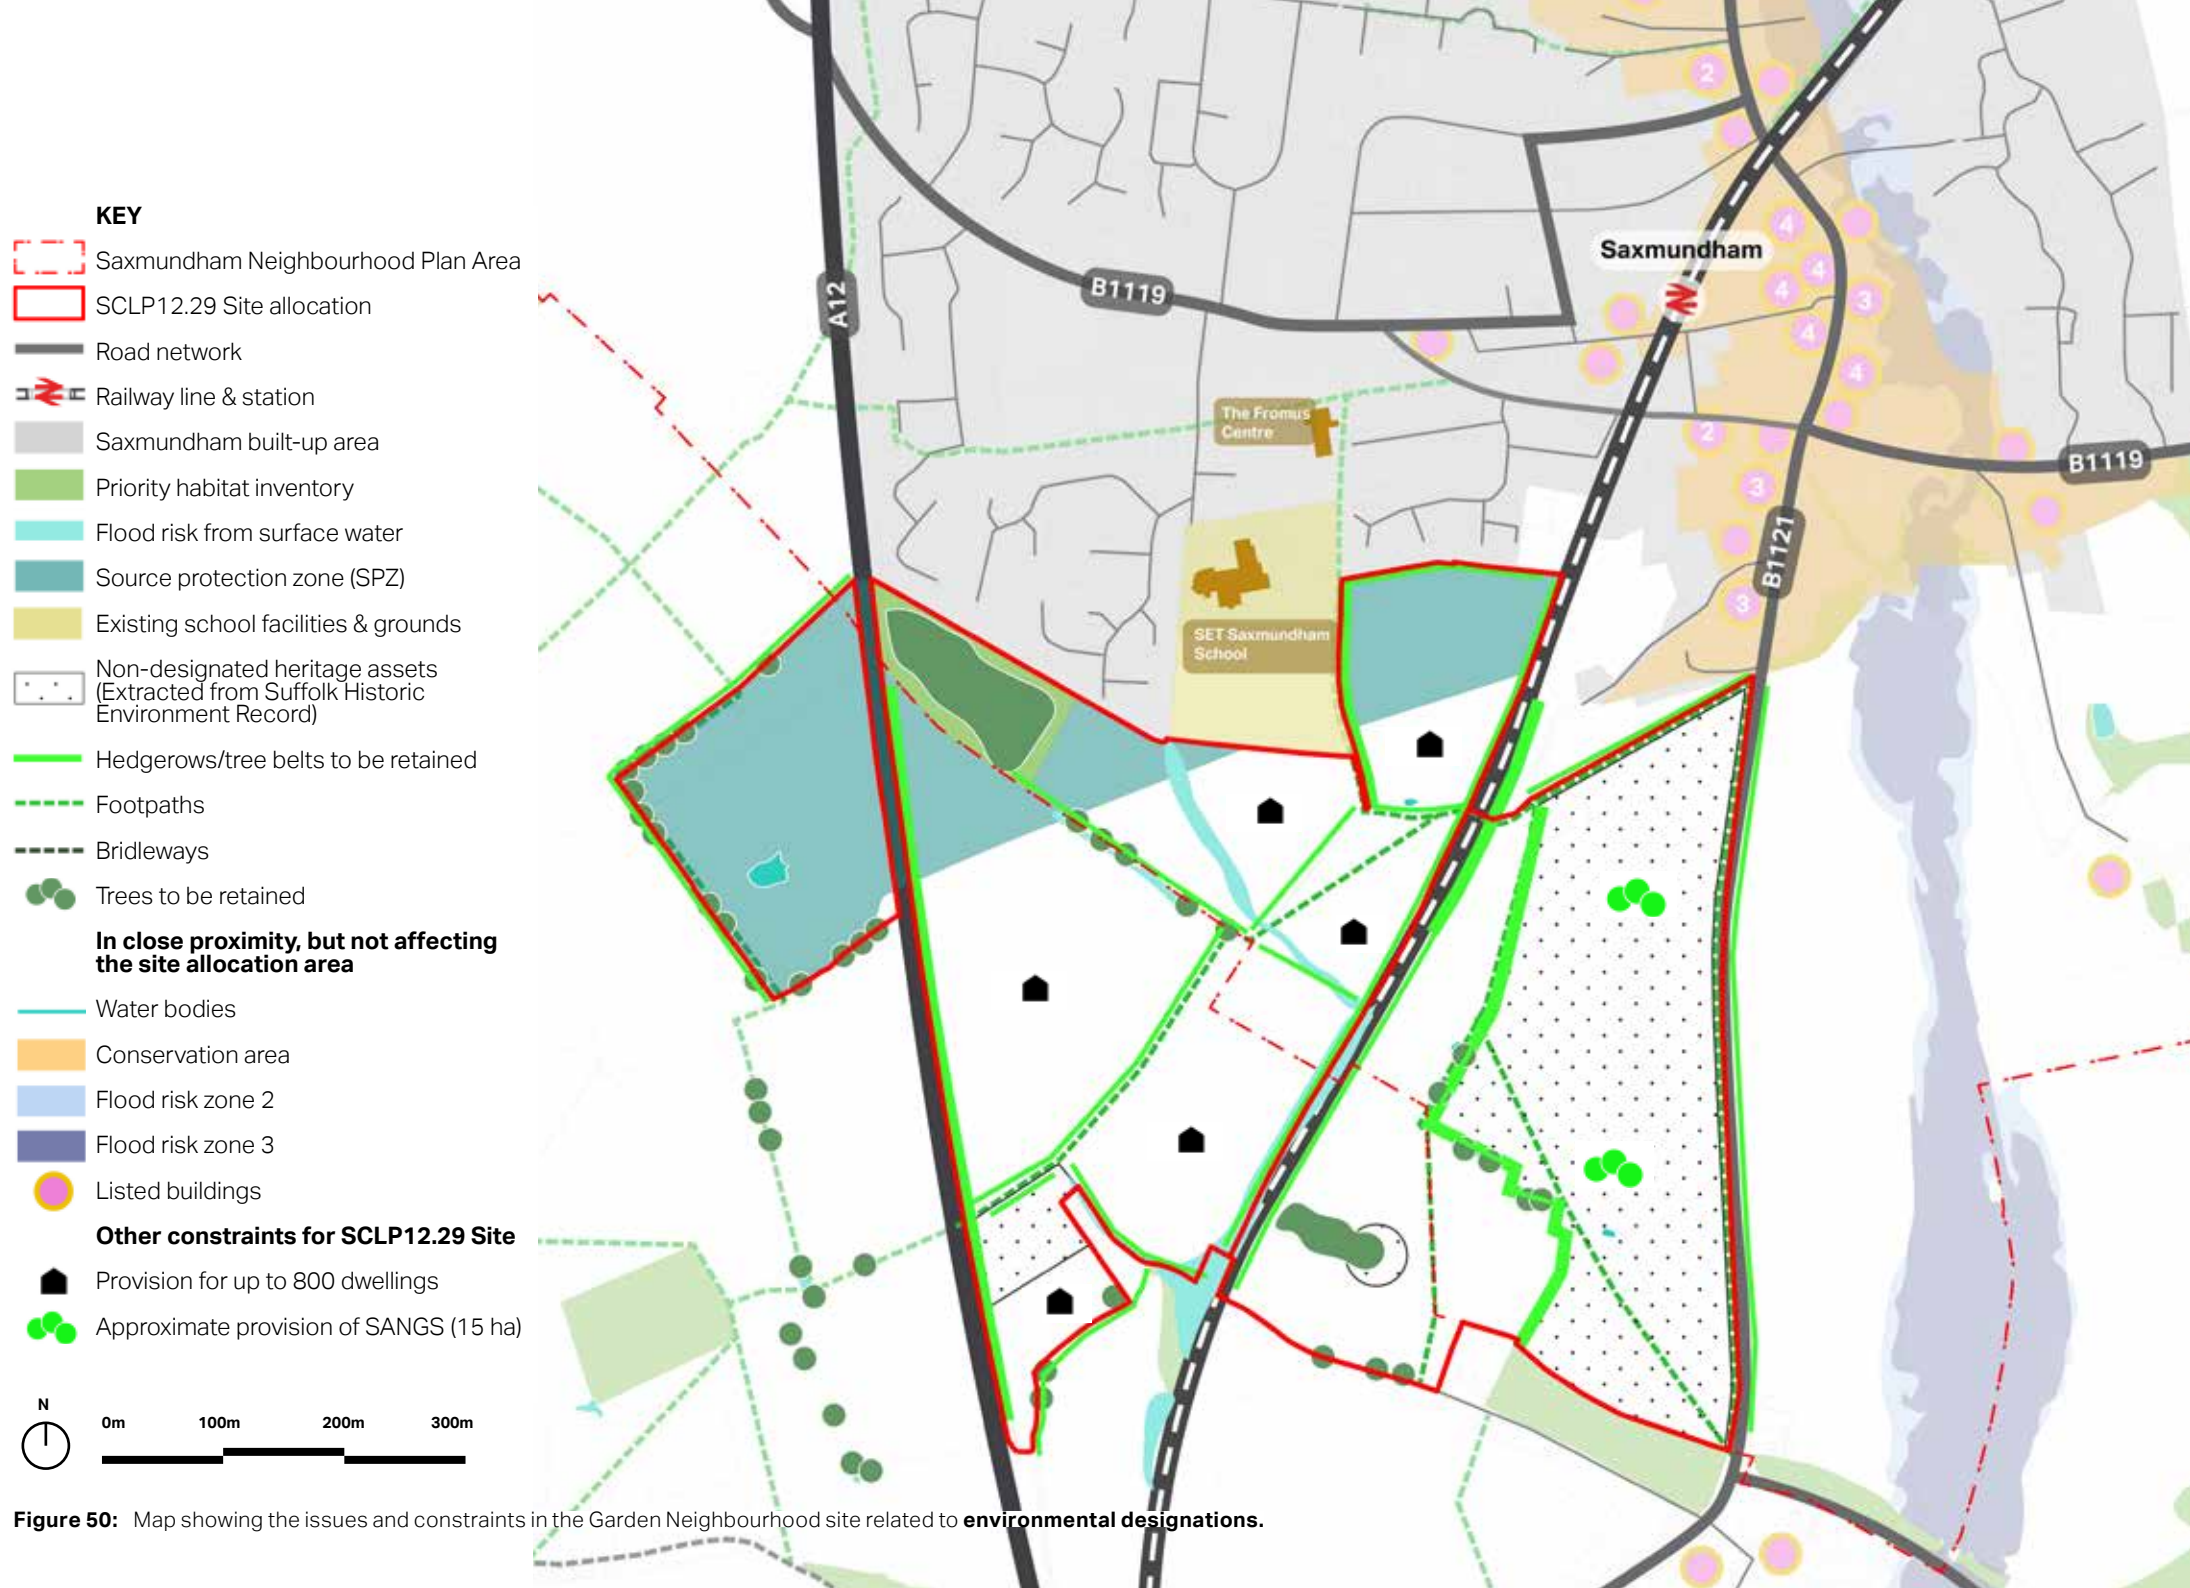 KEY
Saxmundham Neighbourhood Plan Area
SCLP12.29 Site allocation
Road network
Railway line & station
Saxmundham built-up area
Priority habitat inventory
Flood risk from surface water
Source protection zone (SPZ)
Existing school facilities & grounds
Non-designated heritage assets
(Extracted from Suffolk Historic
Environment Record)
Hedgerows/tree belts to be retained
Footpaths
Bridleways
Trees to be retained
In close proximity, but not affecting
the site allocation area
Water bodies
Conservation area
Flood risk zone 2
Flood risk zone 3
Listed buildings
Other constraints for SCLP12.29 Site
Provision for up to 800 dwellings
Approximate provision of SANGS (15 ha)
N
0m 100m 200m 300m
A12
B1119
Saxmundham
2
4
4
4
3
4
4
2
3
3
B1119
B1121
The Fromus
Centre
SET Saxmundham
School
Figure 50: Map showing the issues and constraints in the Garden Neighbourhood site related to environmental designations.